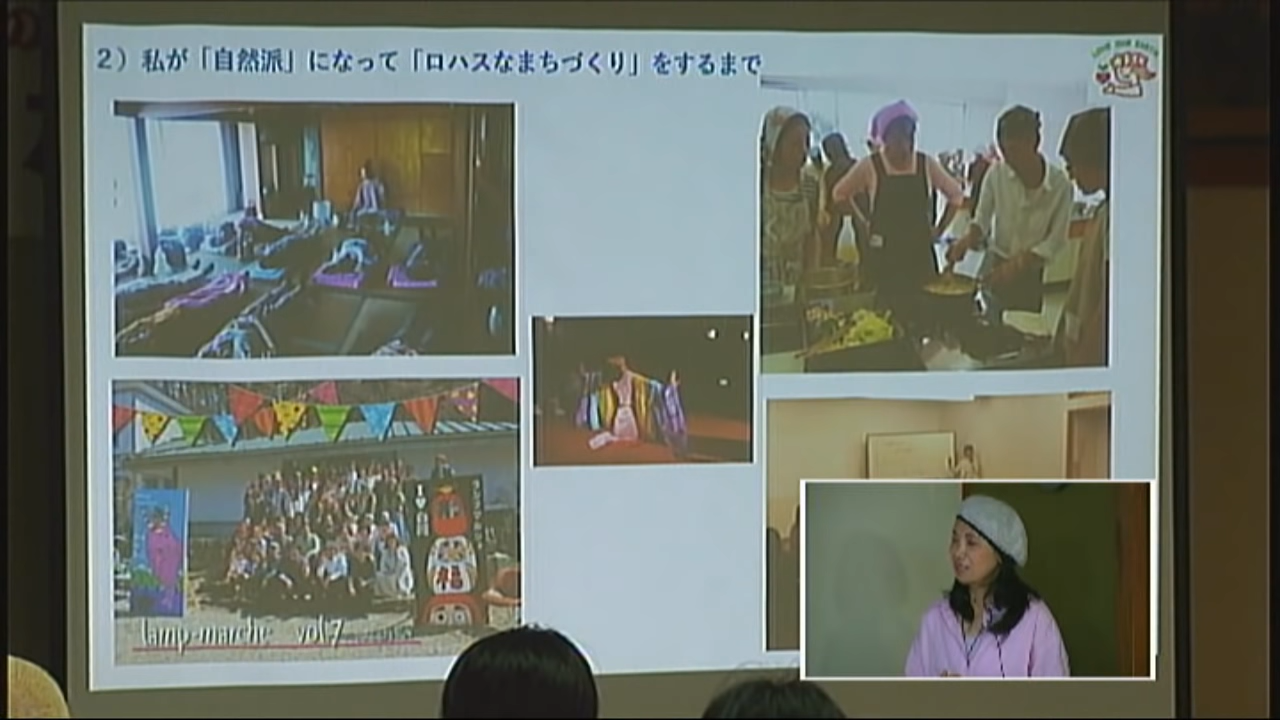 2）私が「自然派」になって「ロハスなまちづくり」をするまで
LOVE OUR EARTH
福
lamp-marche vol.7